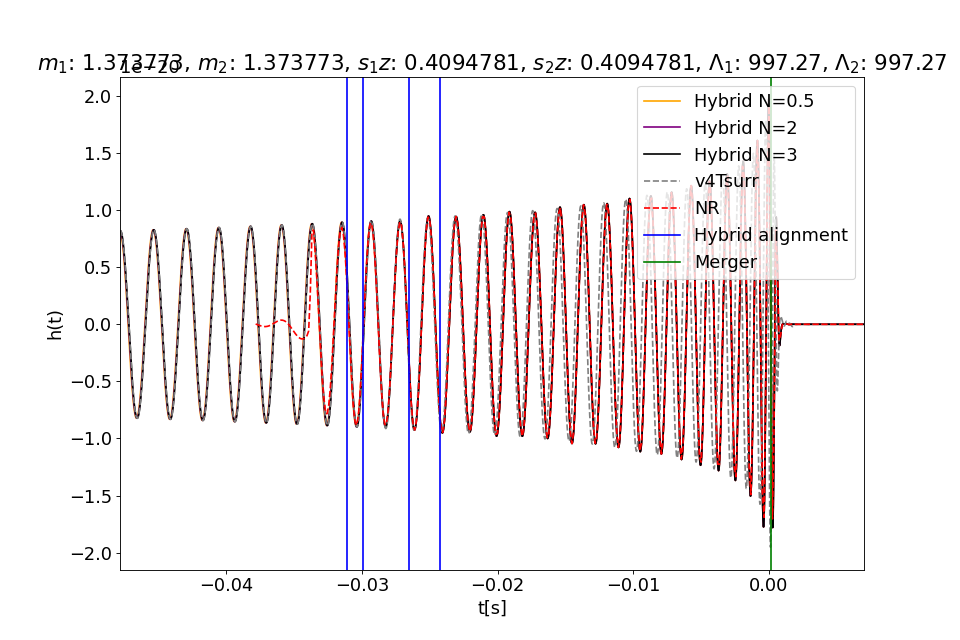 m₁: 1.373773, m₂: 1.373773, s₁z: 0.4094781, s₂z: 0.4094781, Λ₁: 997.27, Λ₂: 997.27
1e−20
2.0
1.5
1.0
0.5
0.0
−0.5
−1.0
−1.5
−2.0
h(t)
Hybrid N=0.5
Hybrid N=2
Hybrid N=3
v4Tsurr
NR
Hybrid alignment
Merger
−0.04
−0.03
−0.02
−0.01
0.00
t[s]